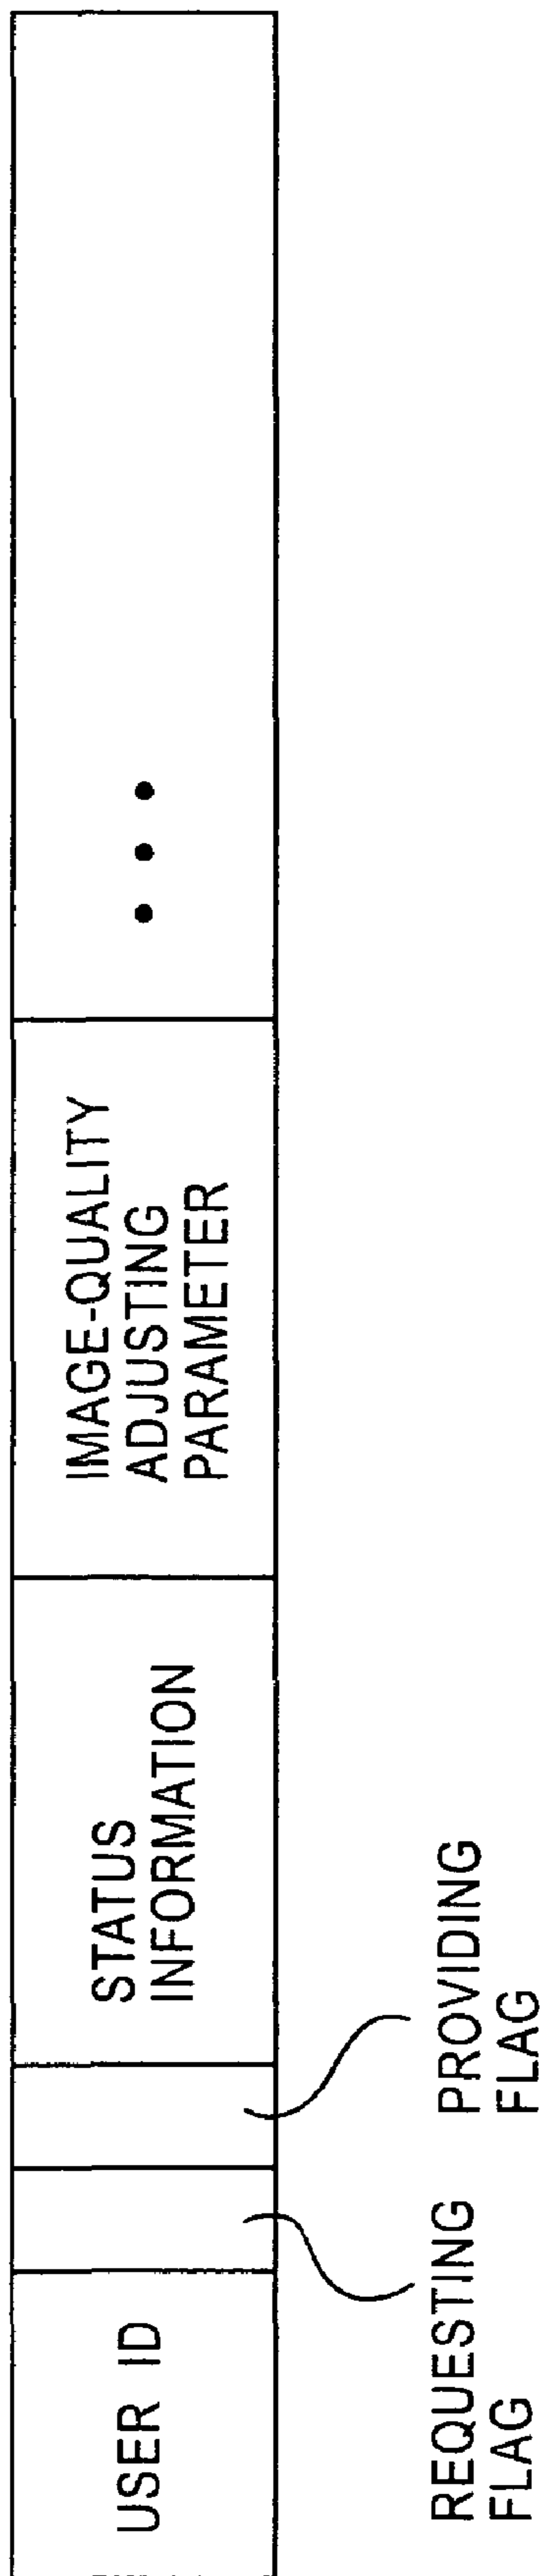 USER ID
STATUS
INFORMATION
IMAGE-QUALITY
ADJUSTING
PARAMETER
• • •
REQUESTING
FLAG
PROVIDING
FLAG